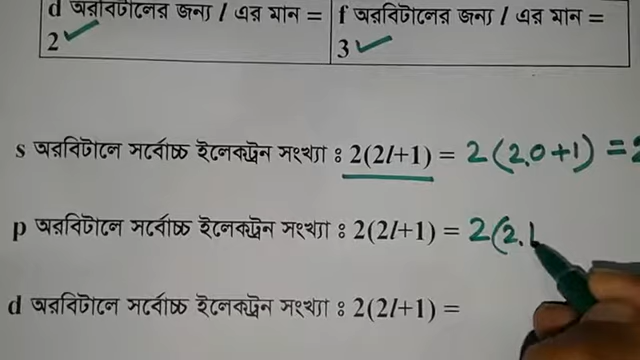 d অরবিটালের জন্য l এর মান = 2 ✓
f অরবিটালের জন্য l এর মান = 3 ✓
s অরবিটালে সর্বোচ্চ ইলেকট্রন সংখ্যা ঃ 2(2l+1) = 2(2.0+1) = 2
p অরবিটালে সর্বোচ্চ ইলেকট্রন সংখ্যা ঃ 2(2l+1) = 2(2.1
d অরবিটালে সর্বোচ্চ ইলেকট্রন সংখ্যা ঃ 2(2l+1) =